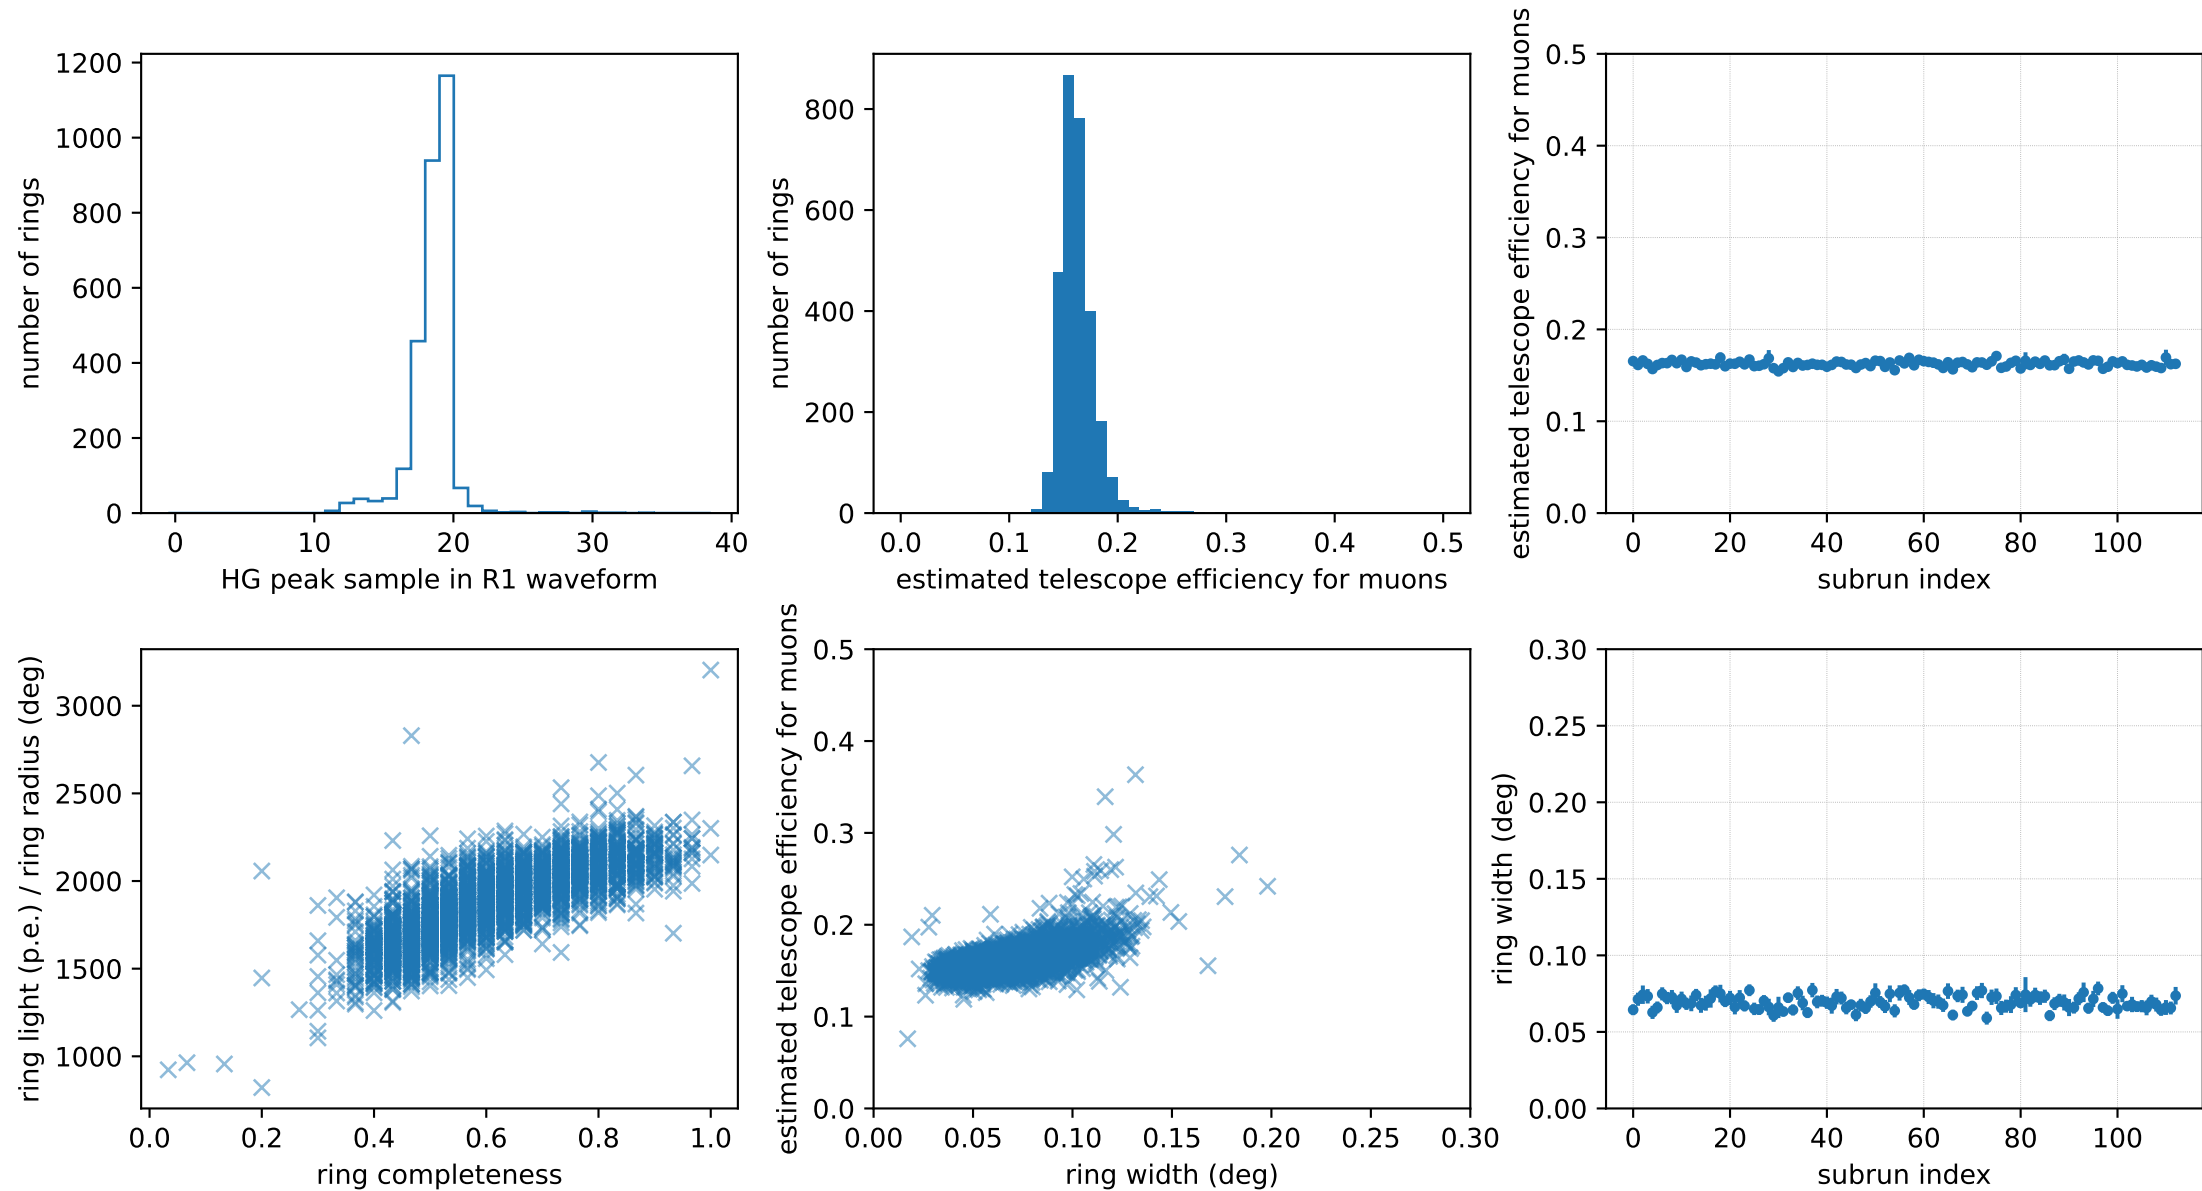 1200
1000
800
600
400
200
0
number of rings
0 10 20 30 40
HG peak sample in R1 waveform
800
600
400
200
0
number of rings
0.0 0.1 0.2 0.3 0.4 0.5
estimated telescope efficiency for muons
0.5
0.4
0.3
0.2
0.1
0.0
estimated telescope efficiency for muons
0 20 40 60 80 100
subrun index
3000
2500
2000
1500
1000
ring light (p.e.) / ring radius (deg)
0.0 0.2 0.4 0.6 0.8 1.0
ring completeness
0.5
0.4
0.3
0.2
0.1
0.0
estimated telescope efficiency for muons
0.00 0.05 0.10 0.15 0.20 0.25 0.30
ring width (deg)
0.30
0.25
0.20
0.15
0.10
0.05
0.00
ring width (deg)
0 20 40 60 80 100
subrun index